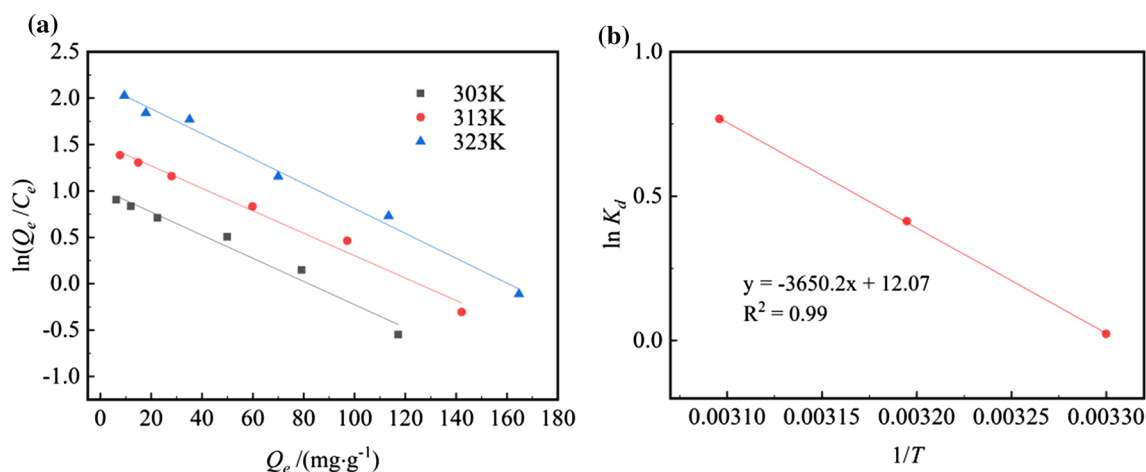 (a)
2.5
2.0
1.5
1.0
0.5
0.0
-0.5
-1.0
ln(Qe /Ce)
303K
313K
323K
0 20 40 60 80 100 120 140 160 180
Qe /(mg·g-1)
(b)
1.0
0.5
0.0
ln Kd
y = -3650.2x + 12.07
R2 = 0.99
0.00310 0.00315 0.00320 0.00325 0.00330
1/T